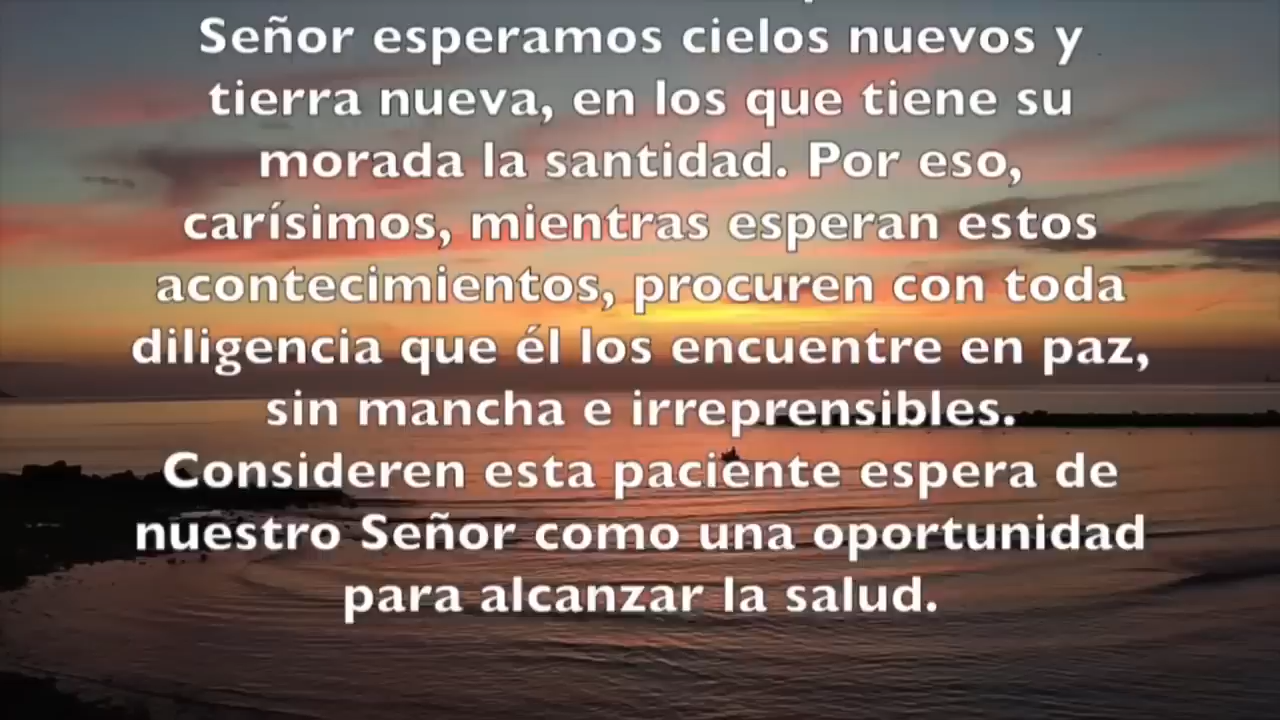 Señor esperamos cielos nuevos y
tierra nueva, en los que tiene su
morada la santidad. Por eso,
carísimos, mientras esperan estos
acontecimientos, procuren con toda
diligencia que él los encuentre en paz,
sin mancha e irreprensibles.
Consideren esta paciente espera de
nuestro Señor como una oportunidad
para alcanzar la salud.